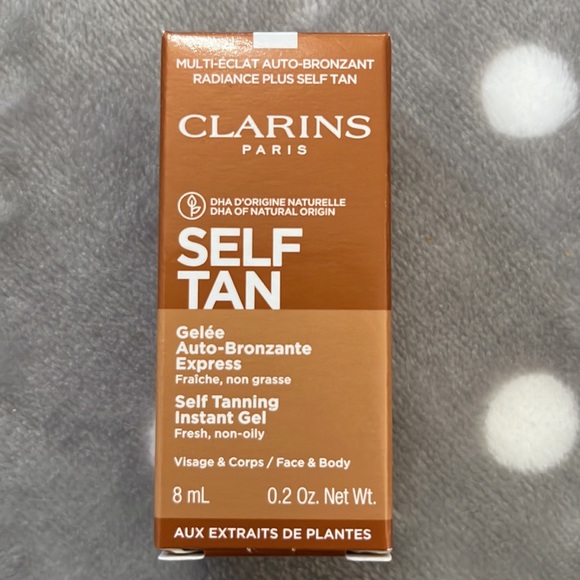 MULTI-ÉCLAT AUTO-BRONZANT
RADIANCE PLUS SELF TAN
CLARINS
PARIS
DHA D'ORIGINE NATURELLE
DHA OF NATURAL ORIGIN
SELF
TAN
Gelée
Auto-Bronzante
Express
Fraîche, non grasse
Self Tanning
Instant Gel
Fresh, non-oily
Visage & Corps / Face & Body
8 mL 0.2 Oz. Net Wt.
AUX EXTRAITS DE PLANTES